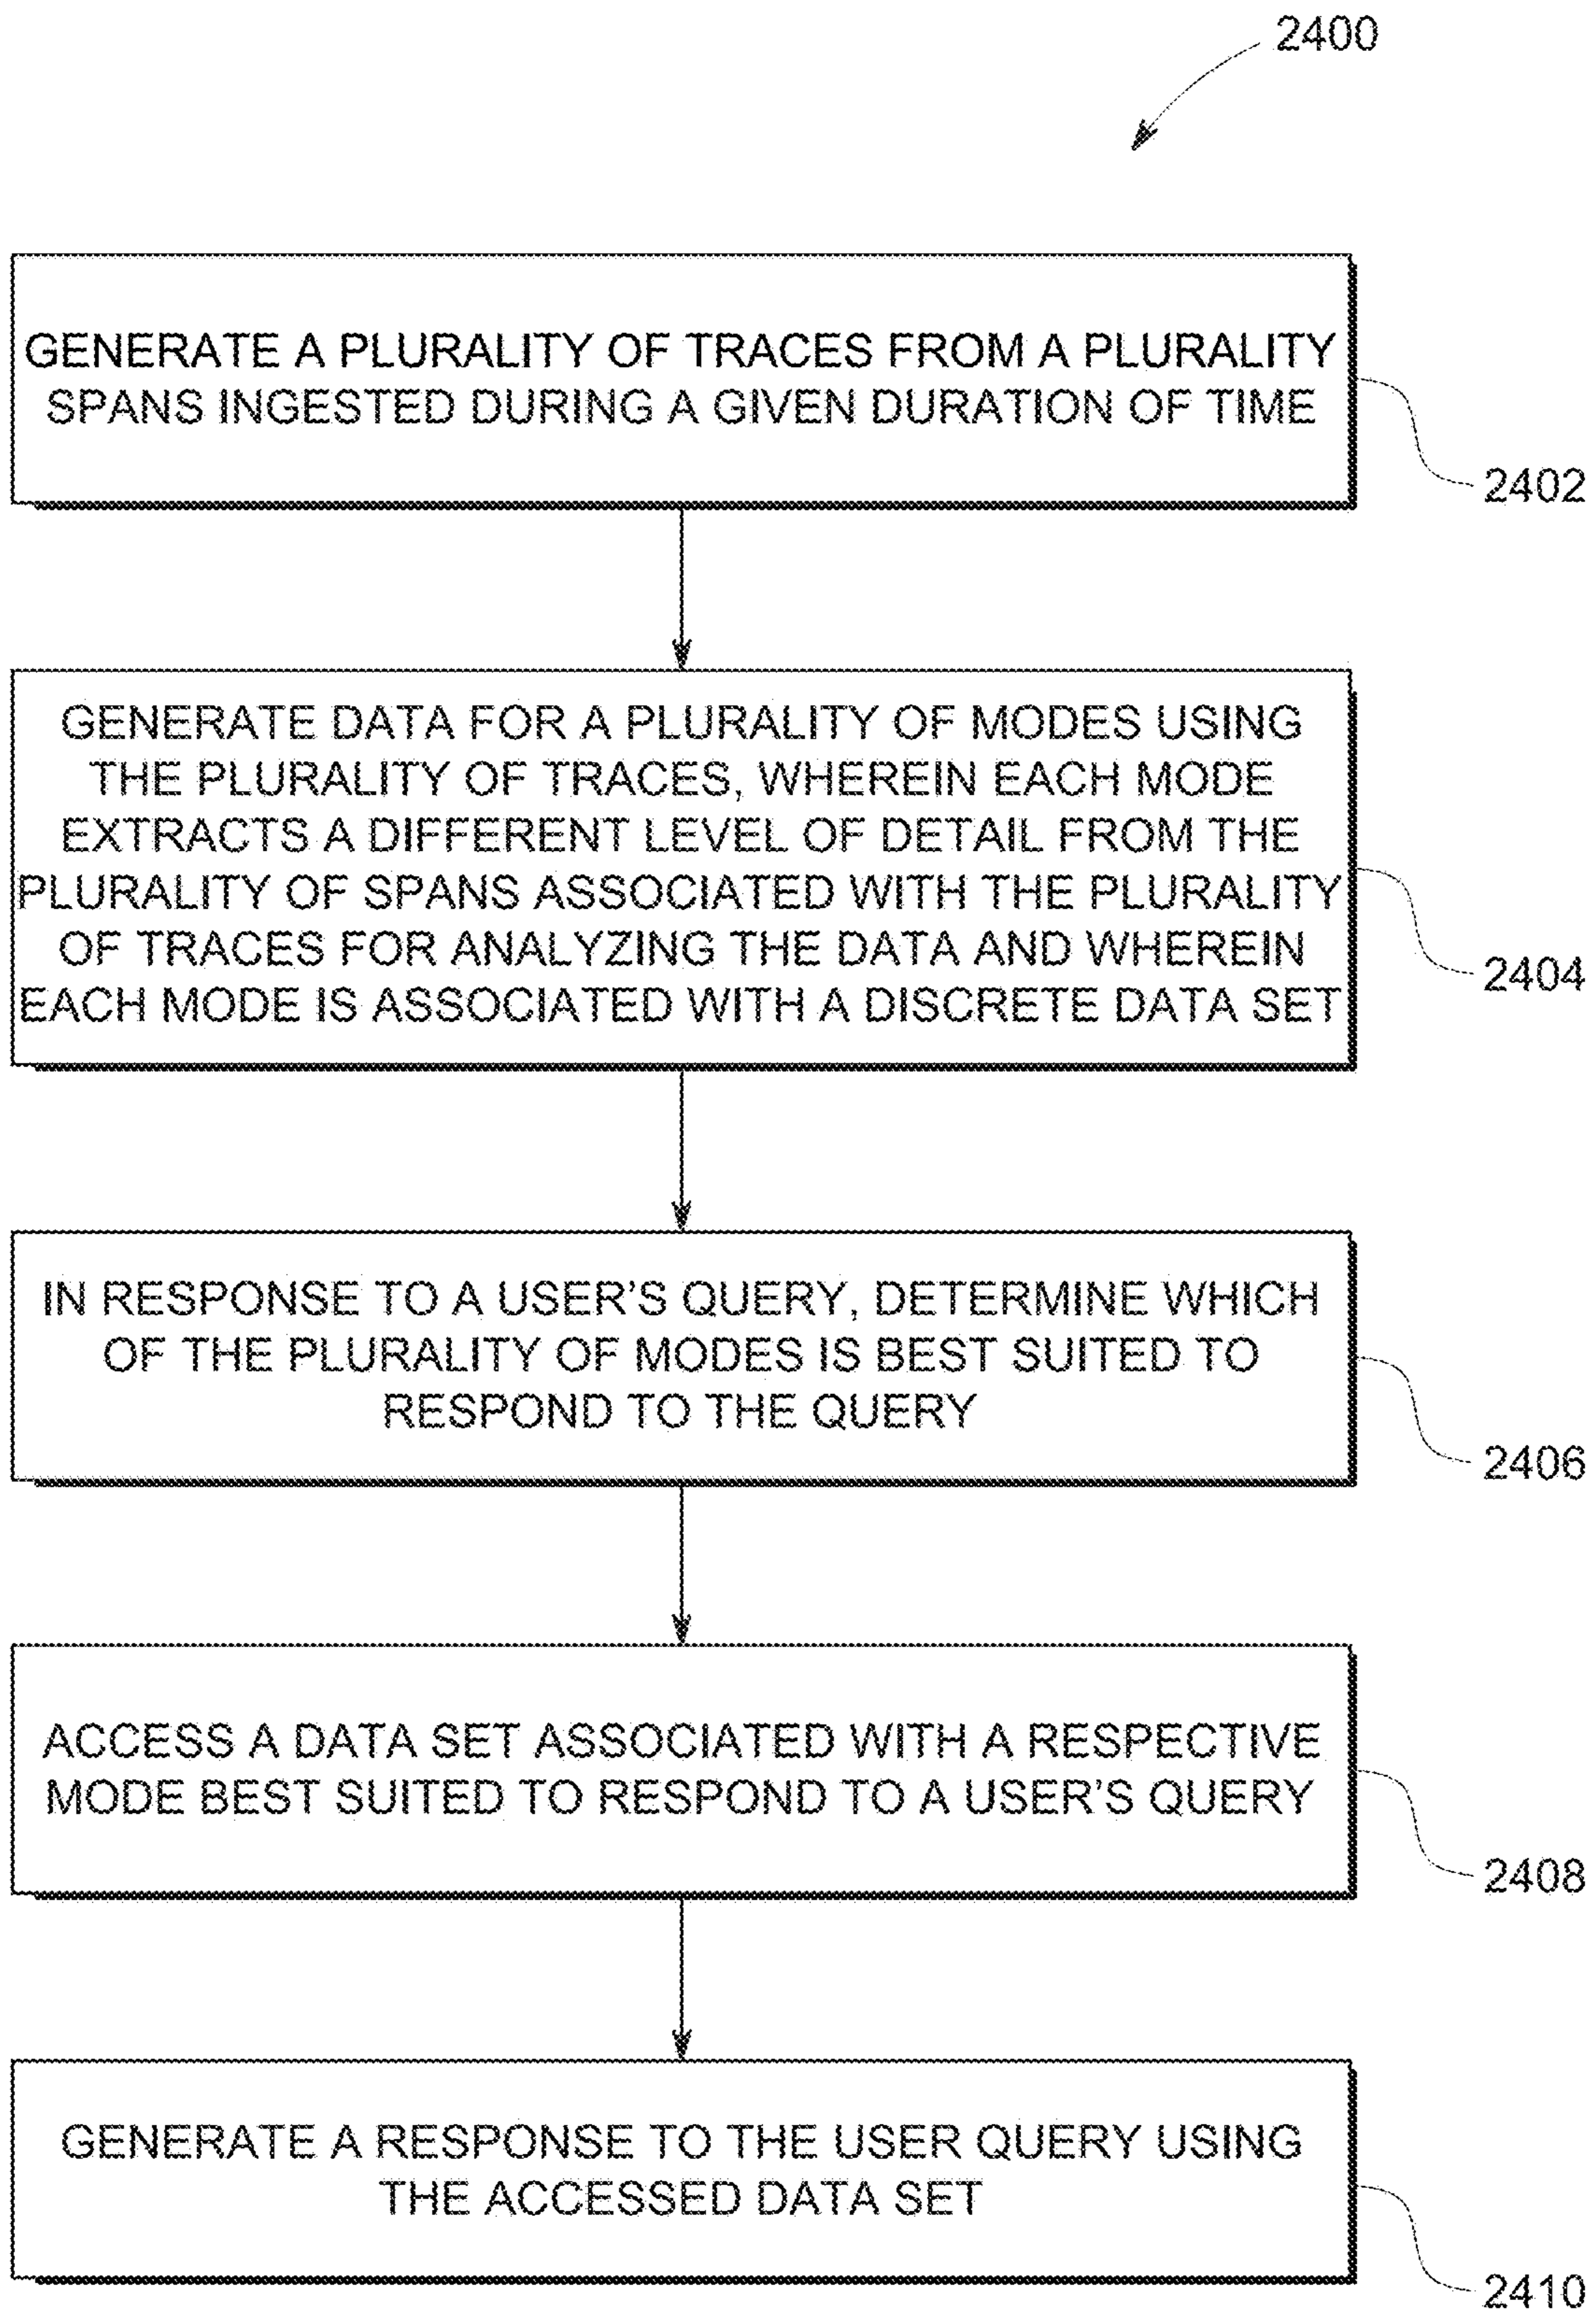 2400
GENERATE A PLURALITY OF TRACES FROM A PLURALITY
SPANS INGESTED DURING A GIVEN DURATION OF TIME
2402
GENERATE DATA FOR A PLURALITY OF MODES USING
THE PLURALITY OF TRACES, WHEREIN EACH MODE
EXTRACTS A DIFFERENT LEVEL OF DETAIL FROM THE
PLURALITY OF SPANS ASSOCIATED WITH THE PLURALITY
OF TRACES FOR ANALYZING THE DATA AND WHEREIN
EACH MODE IS ASSOCIATED WITH A DISCRETE DATA SET
2404
IN RESPONSE TO A USER’S QUERY, DETERMINE WHICH
OF THE PLURALITY OF MODES IS BEST SUITED TO
RESPOND TO THE QUERY
2406
ACCESS A DATA SET ASSOCIATED WITH A RESPECTIVE
MODE BEST SUITED TO RESPOND TO A USER’S QUERY
2408
GENERATE A RESPONSE TO THE USER QUERY USING
THE ACCESSED DATA SET
2410